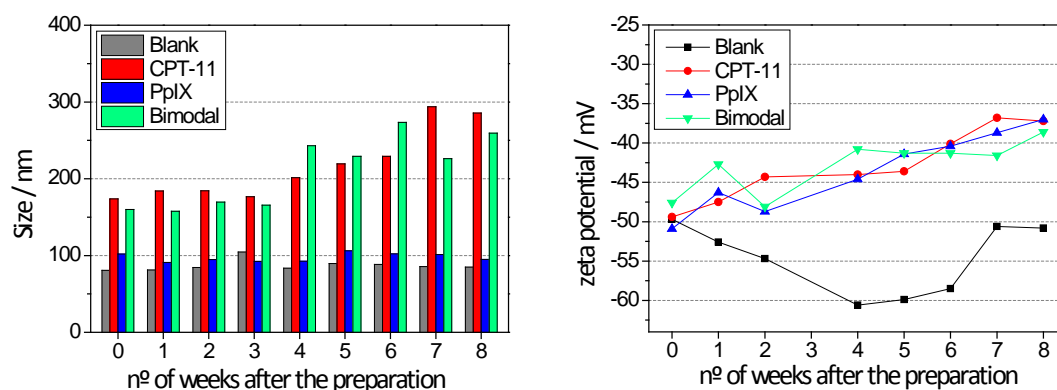 400
300
200
100
0
Size / nm
Blank
CPT-11
PpIX
Bimodal
0 1 2 3 4 5 6 7 8
nº of weeks after the preparation
-25
-30
-35
-40
-45
-50
-55
-60
zeta potential / mV
Blank
CPT-11
PpIX
Bimodal
0 1 2 3 4 5 6 7 8
nº of weeks after the preparation